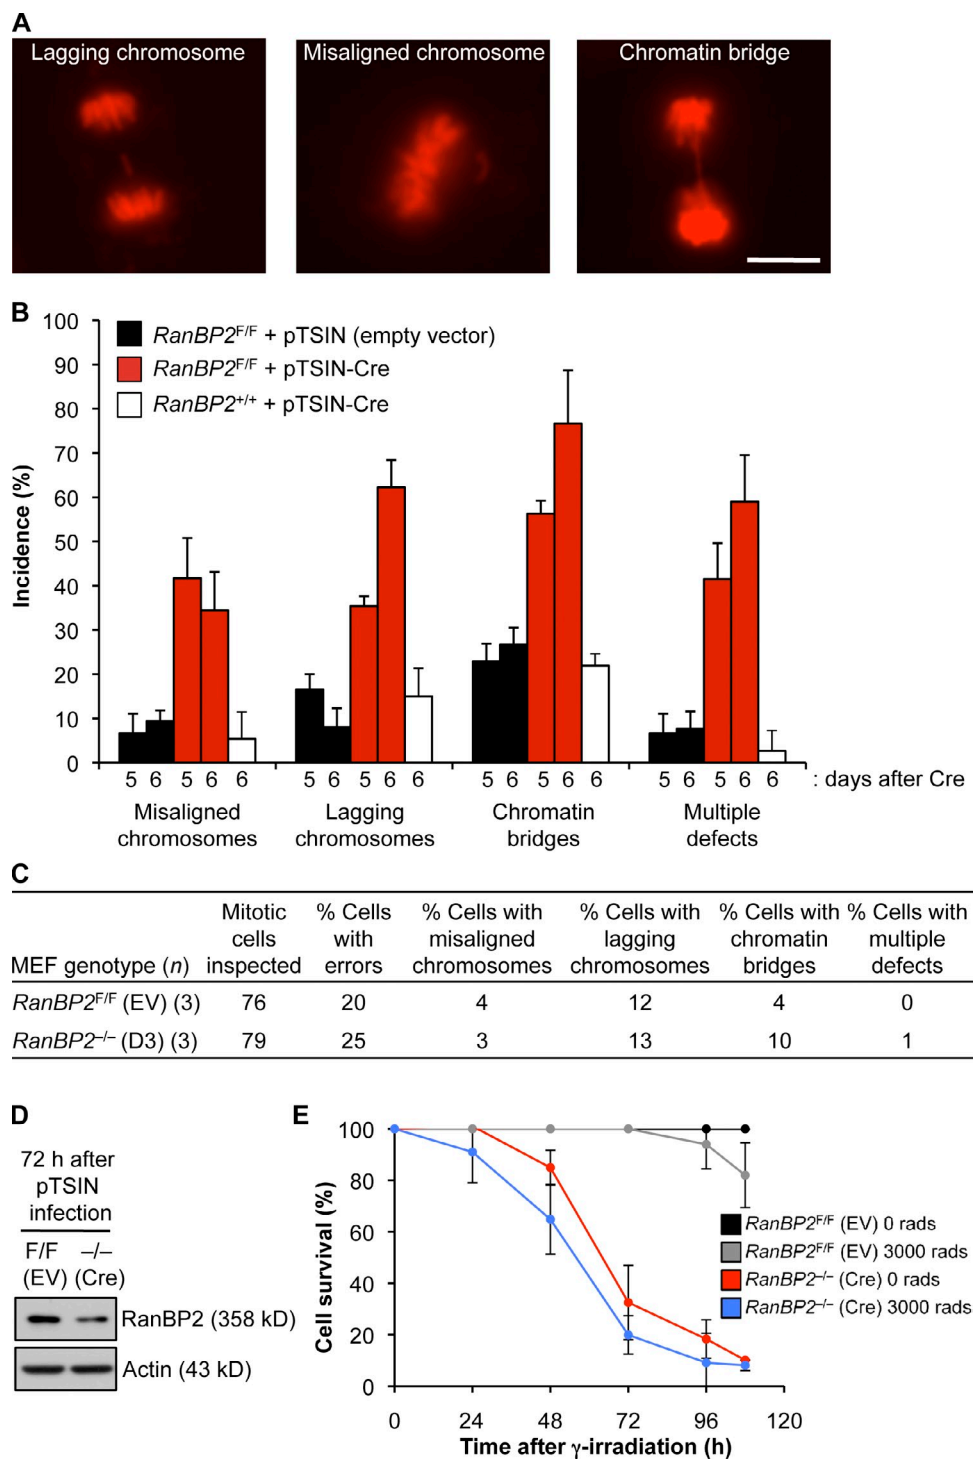 A
Lagging chromosome
Misaligned chromosome
Chromatin bridge
B
RanBP2F/F + pTSIN (empty vector)
RanBP2F/F + pTSIN-Cre
RanBP2+/+ + pTSIN-Cre
Incidence (%)
100
90
80
70
60
50
40
30
20
10
0
5 6 5 6 6 5 6 5 6 6 5 6 5 6 6 5 6 5 6 6 : days after Cre
Misaligned chromosomes
Lagging chromosomes
Chromatin bridges
Multiple defects
C
MEF genotype (n)
Mitotic cells inspected
% Cells with errors
% Cells with misaligned chromosomes
% Cells with lagging chromosomes
% Cells with chromatin bridges
% Cells with multiple defects
RanBP2F/F (EV) (3) 76 20 4 12 4 0
RanBP2–/– (D3) (3) 79 25 3 13 10 1
D
72 h after
pTSIN
infection
F/F –/–
(EV) (Cre)
RanBP2 (358 kD)
Actin (43 kD)
E
Cell survival (%)
100
80
60
40
20
0
RanBP2F/F (EV) 0 rads
RanBP2F/F (EV) 3000 rads
RanBP2–/– (Cre) 0 rads
RanBP2–/– (Cre) 3000 rads
0 24 48 72 96 120
Time after γ-irradiation (h)